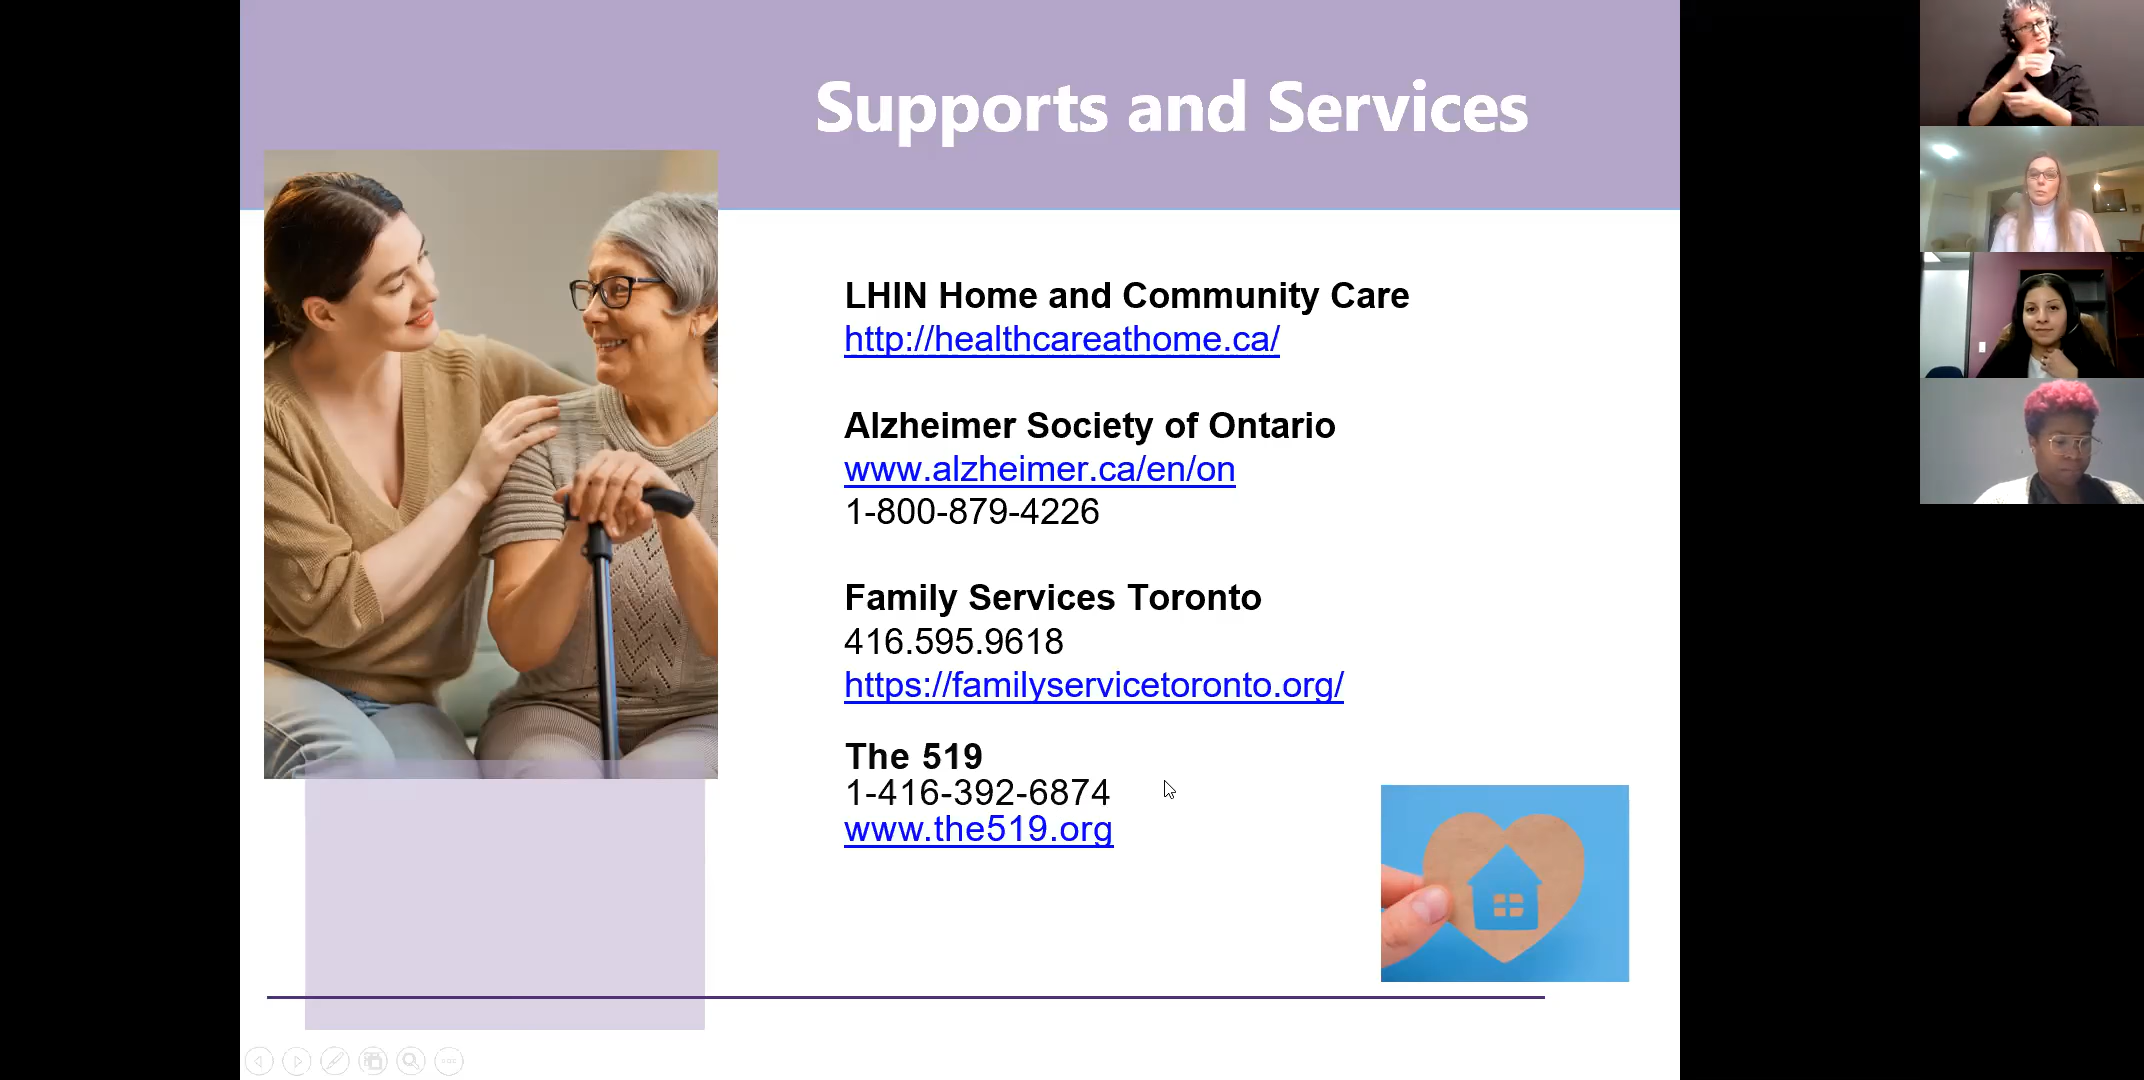 Supports and Services
LHIN Home and Community Care
http://healthcareathome.ca/
Alzheimer Society of Ontario
www.alzheimer.ca/en/on
1-800-879-4226
Family Services Toronto
416.595.9618
https://familyservicetoronto.org/
The 519
1-416-392-6874
www.the519.org